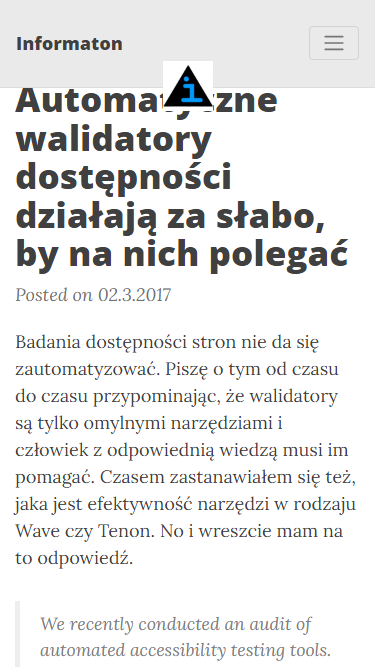 Informaton
Automatyczne
walidatory
dostępności
działają za słabo,
by na nich polegać
Posted on 02.3.2017
Badania dostępności stron nie da się
zautomatyzować. Piszę o tym od czasu
do czasu przypominając, że walidatory
są tylko omylnymi narzędziami i
człowiek z odpowiednią wiedzą musi im
pomagać. Czasem zastanawiałem się też,
jaka jest efektywność narzędzi w rodzaju
Wave czy Tenon. No i wreszcie mam na
to odpowiedź.
We recently conducted an audit of
automated accessibility testing tools.